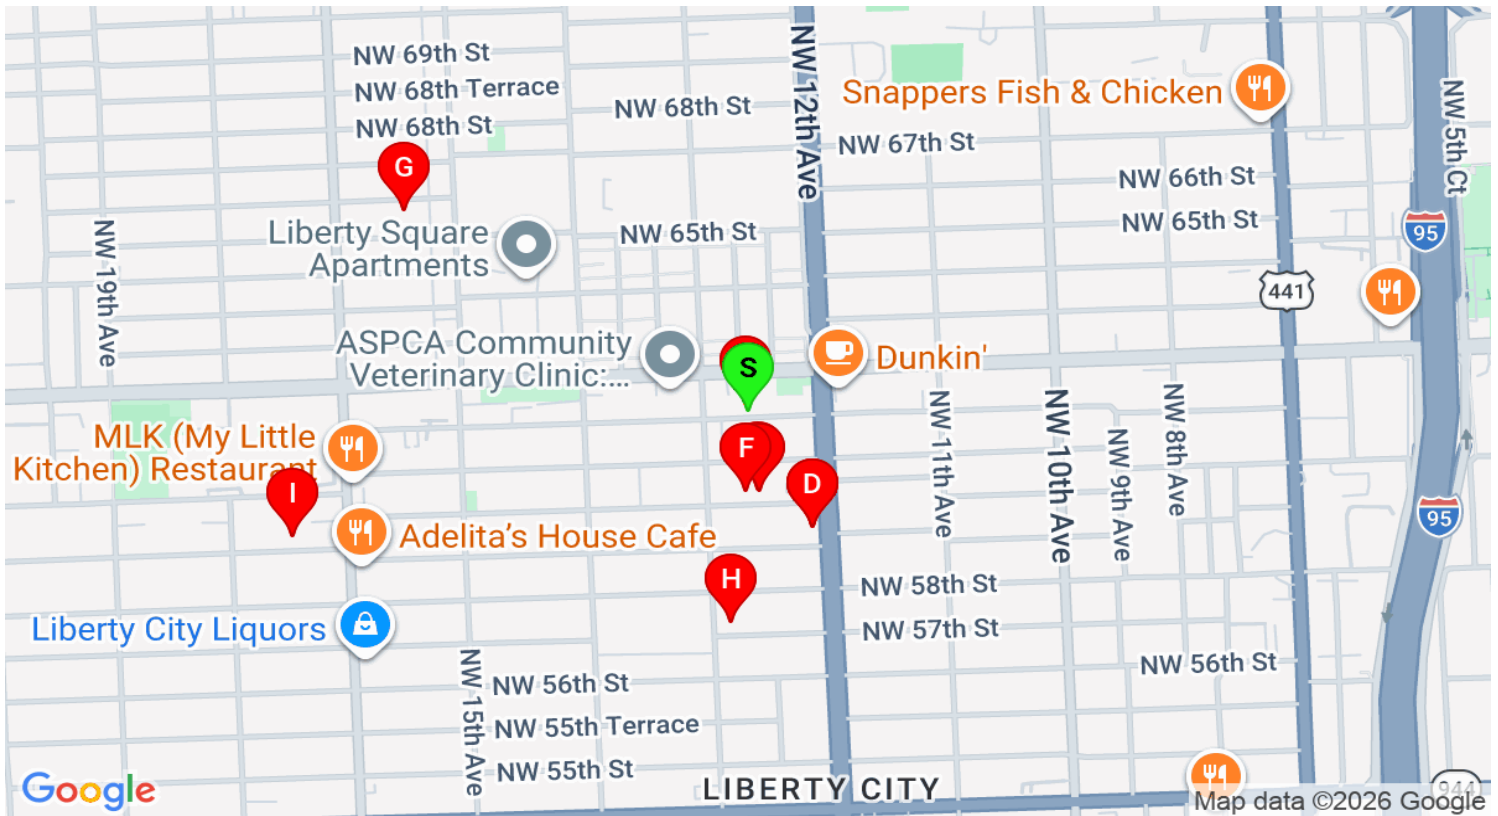 NW 69th St
NW 68th Terrace
NW 68th St
NW 68th St
NW 12th Ave
Snappers Fish & Chicken
NW 5th Ct
NW 67th St
G
NW 66th St
NW 65th St
NW 65th St
95
Liberty Square
Apartments
NW 19th Ave
441
ASPCA Community
Veterinary Clinic:...
S
Dunkin'
MLK (My Little
Kitchen) Restaurant
F
D
I
NW 11th Ave
NW 10th Ave
NW 9th Ave
NW 8th Ave
95
Adelita's House Cafe
H
NW 58th St
Liberty City Liquors
NW 57th St
NW 56th St
NW 15th Ave
NW 56th St
NW 55th Terrace
NW 55th St
LIBERTY CITY
Google
944
Map data ©2026 Google